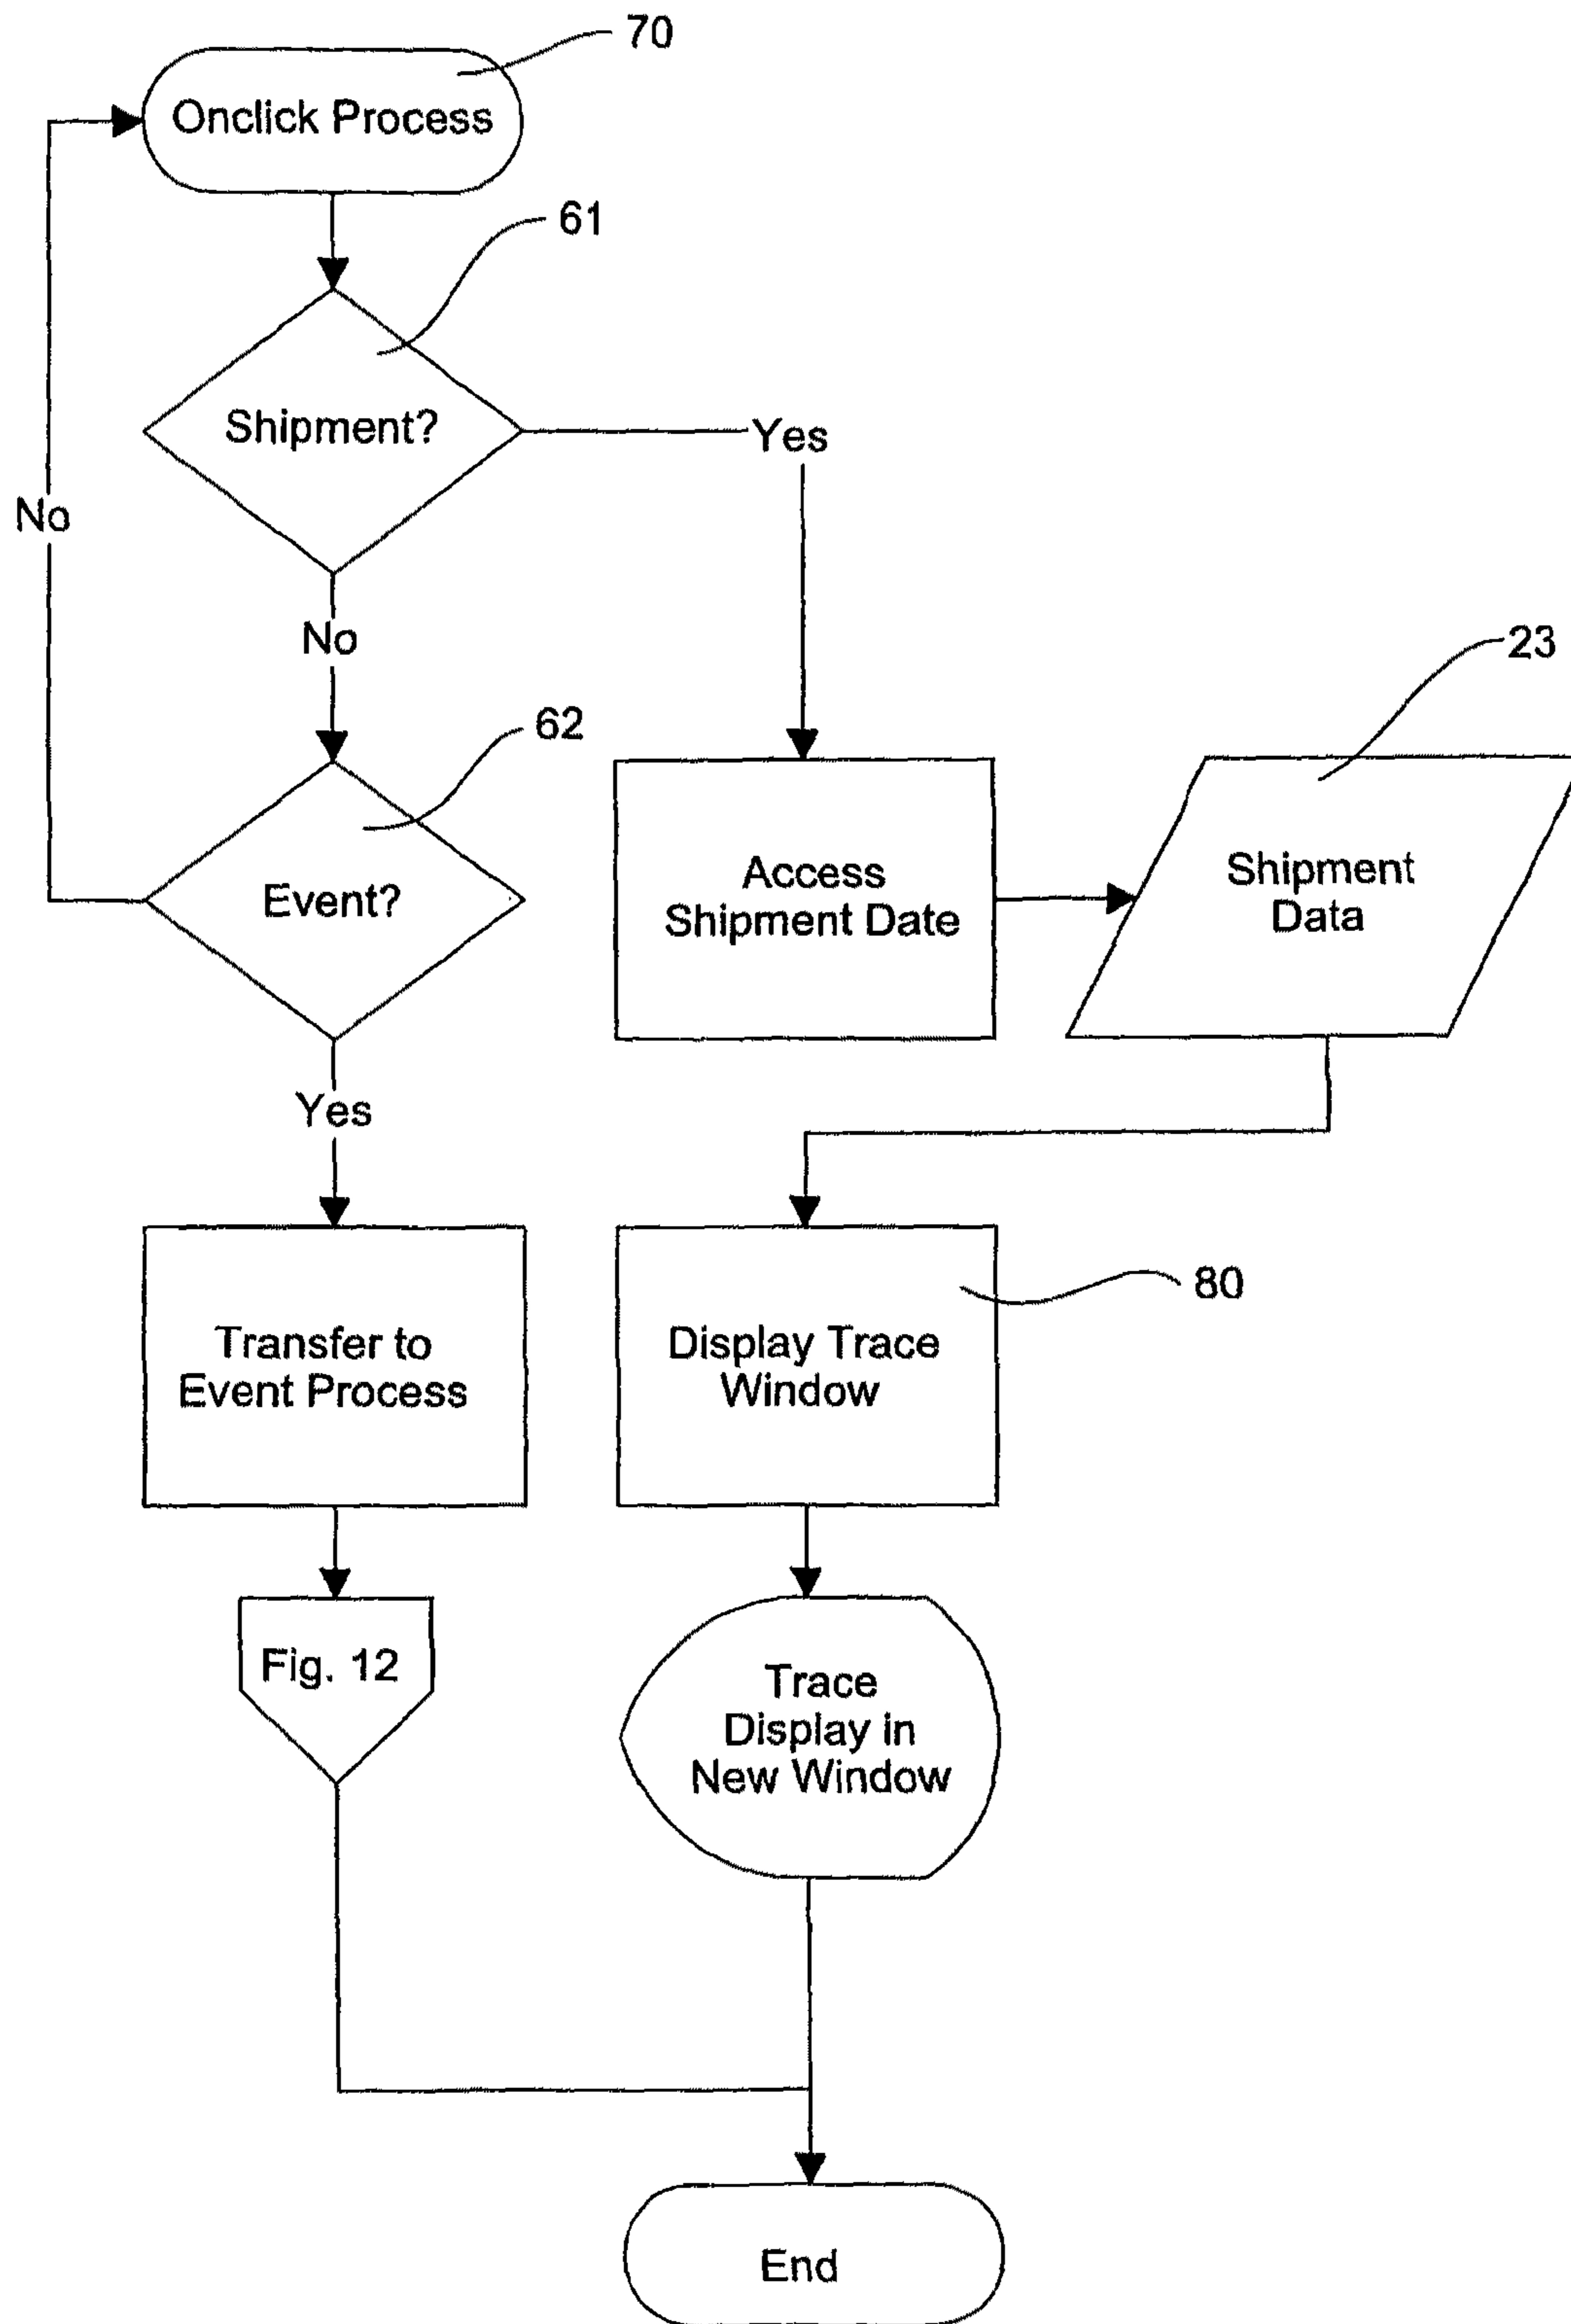 70
Onclick Process
61
Shipment?
Yes
No
No
23
62
Event?
Access
Shipment Date
Shipment
Data
Yes
80
Transfer to
Event Process
Display Trace
Window
Fig. 12
Trace
Display in
New Window
End